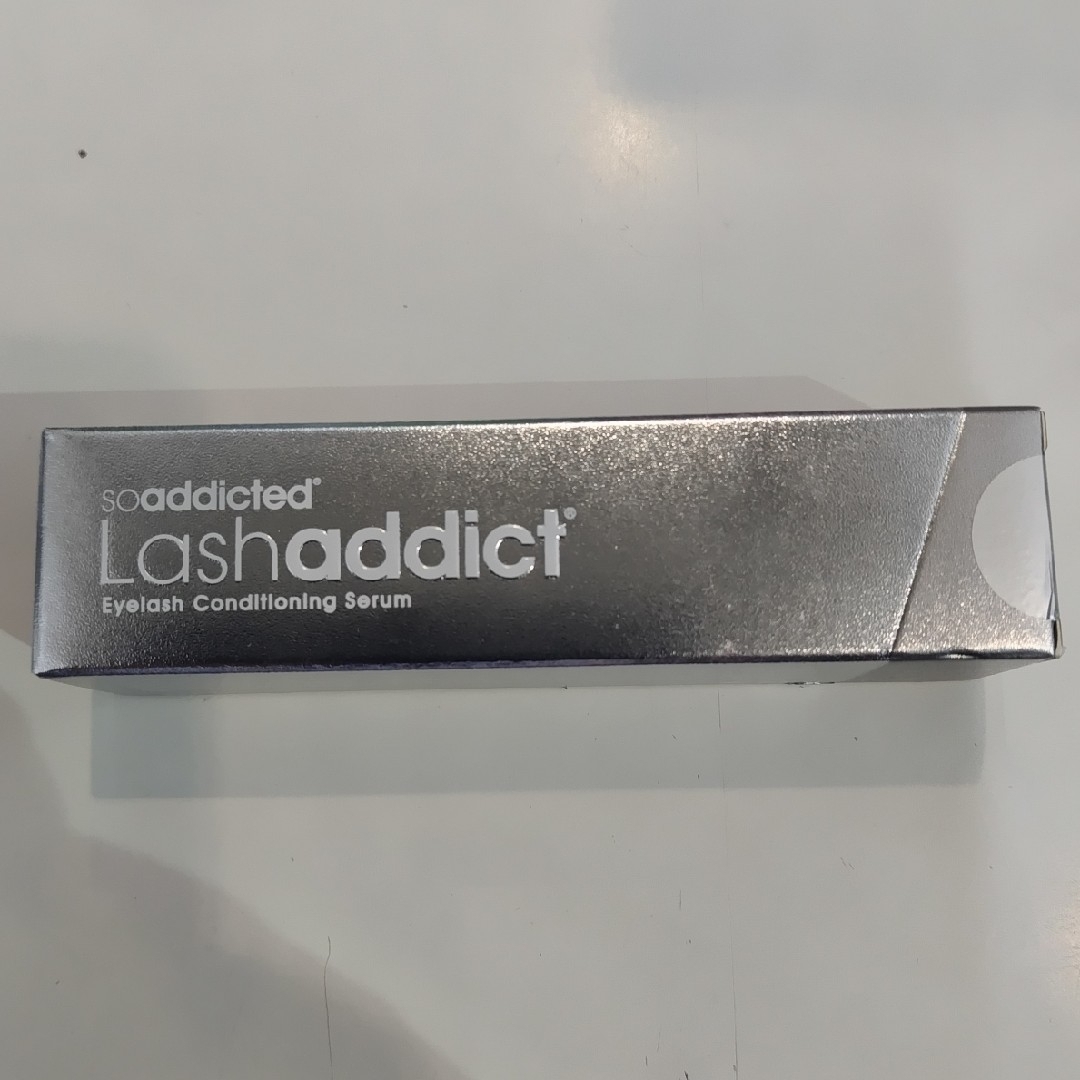 soaddicted®
Lashaddict®
Eyelash Conditioning Serum